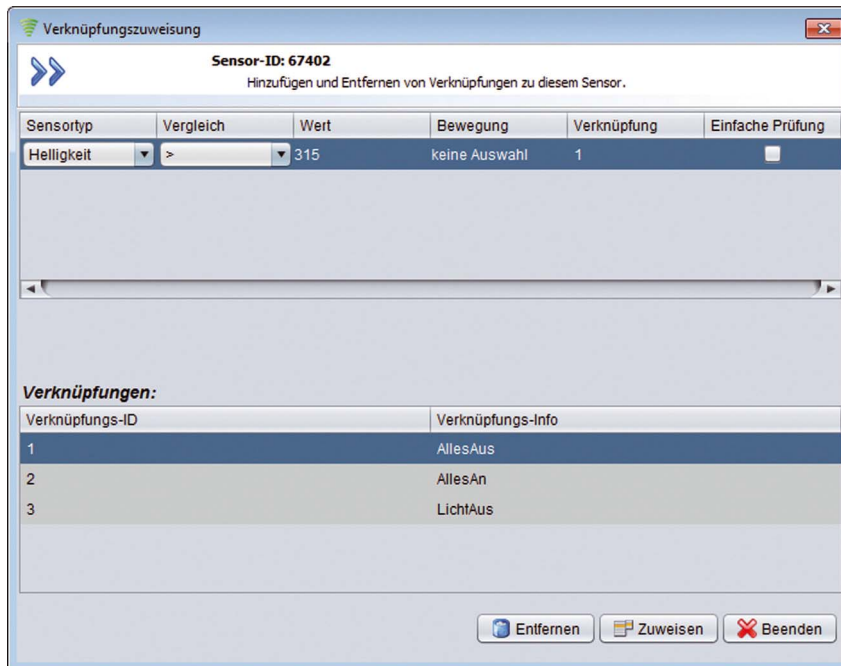 Verknüpfungszuweisung
Sensor-ID: 67402
Hinzufügen und Entfernen von Verknüpfungen zu diesem Sensor.
Sensortyp Vergleich Wert Bewegung Verknüpfung Einfache Prüfung
Helligkeit > 315 keine Auswahl 1
Verknüpfungen:
Verknüpfungs-ID Verknüpfungs-Info
1 AllesAus
2 AllesAn
3 LichtAus
Entfernen Zuweisen Beenden